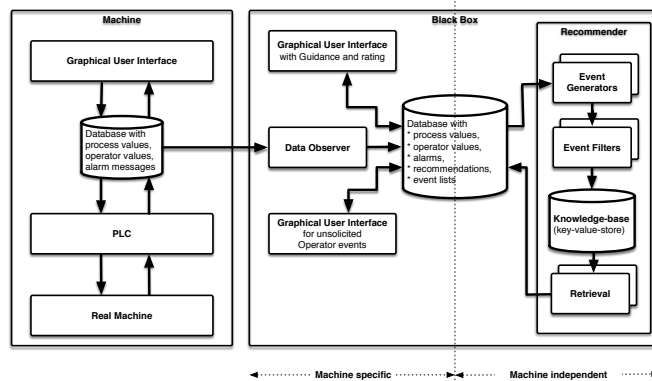 Machine
Graphical User Interface
Database with
process values,
operator values,
alarm messages
PLC
Real Machine
Black Box
Graphical User Interface
with Guidance and rating
Data Observer
Graphical User Interface
for unsolicited
Operator events
Database with
* process values,
* operator values,
* alarms,
* recommendations,
* event lists
Recommender
Event
Generators
Event Filters
Knowledge-base
(key-value-store)
Retrieval
Machine specific
Machine independent